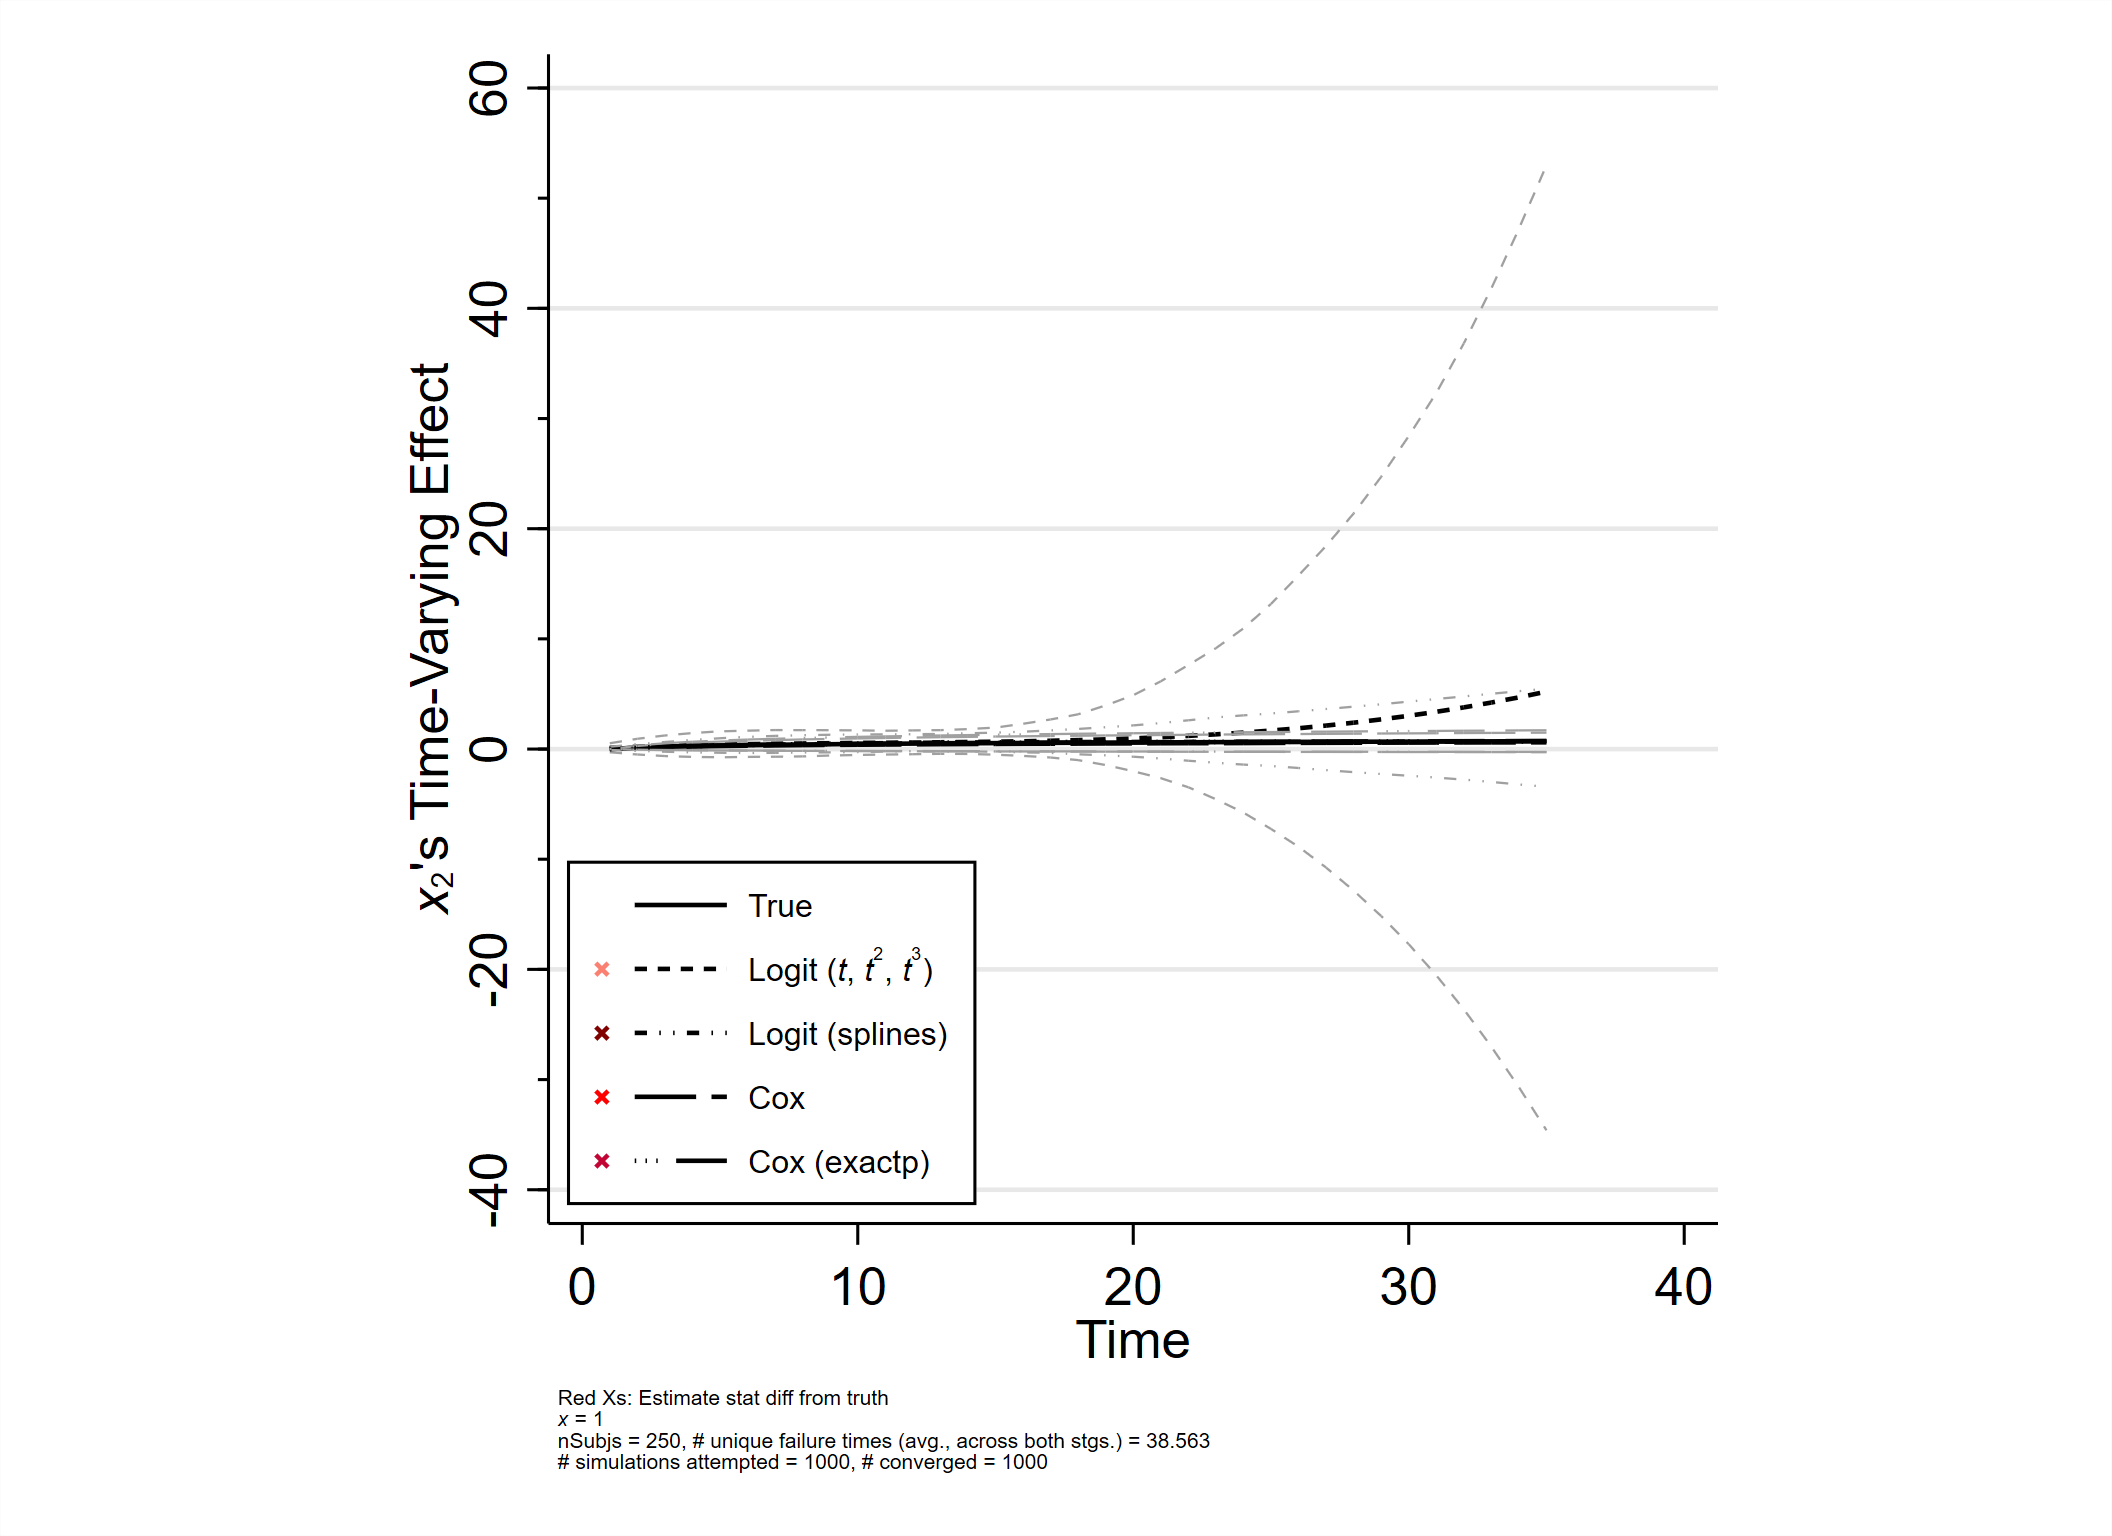 60
40
20
0
-20
-40
x₂'s Time-Varying Effect
True
Logit (t, t², t³)
Logit (splines)
Cox
Cox (exactp)
0 10 20 30 40
Time
Red Xs: Estimate stat diff from truth
x = 1
nSubjs = 250, # unique failure times (avg., across both stgs.) = 38.563
# simulations attempted = 1000, # converged = 1000